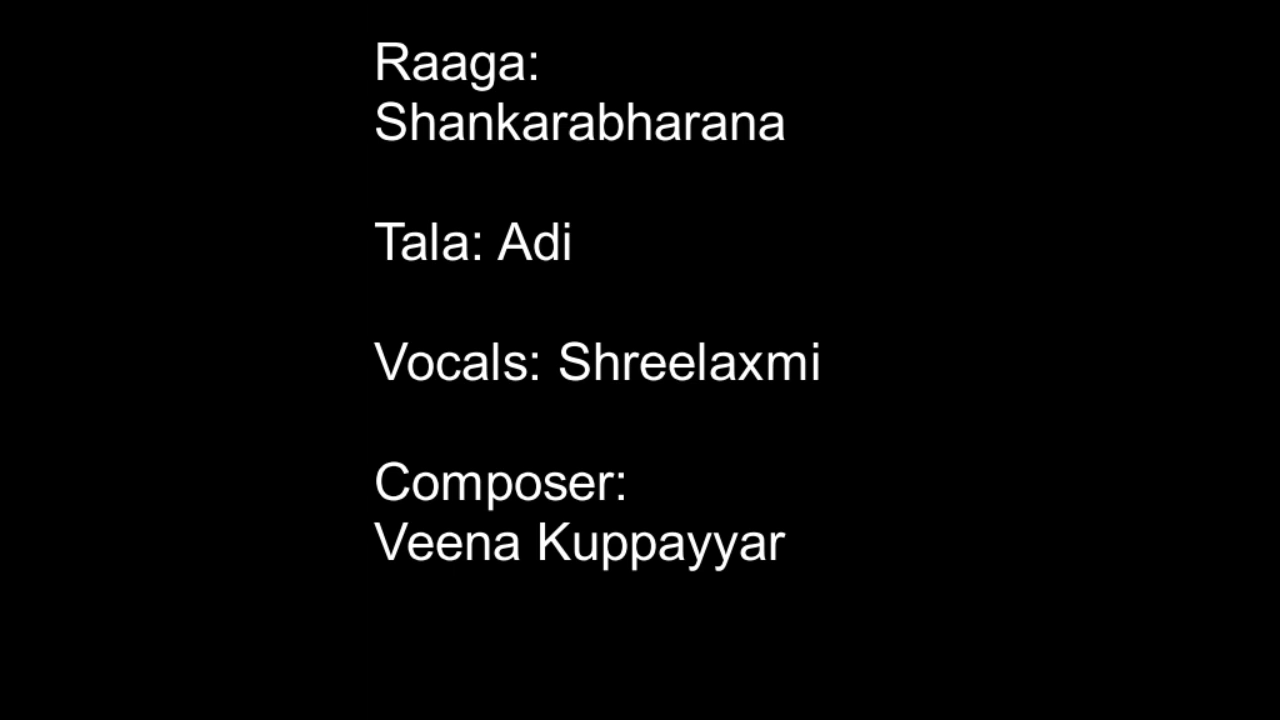 Raaga:
Shankarabharana
Tala: Adi
Vocals: Shreelaxmi
Composer:
Veena Kuppayyar